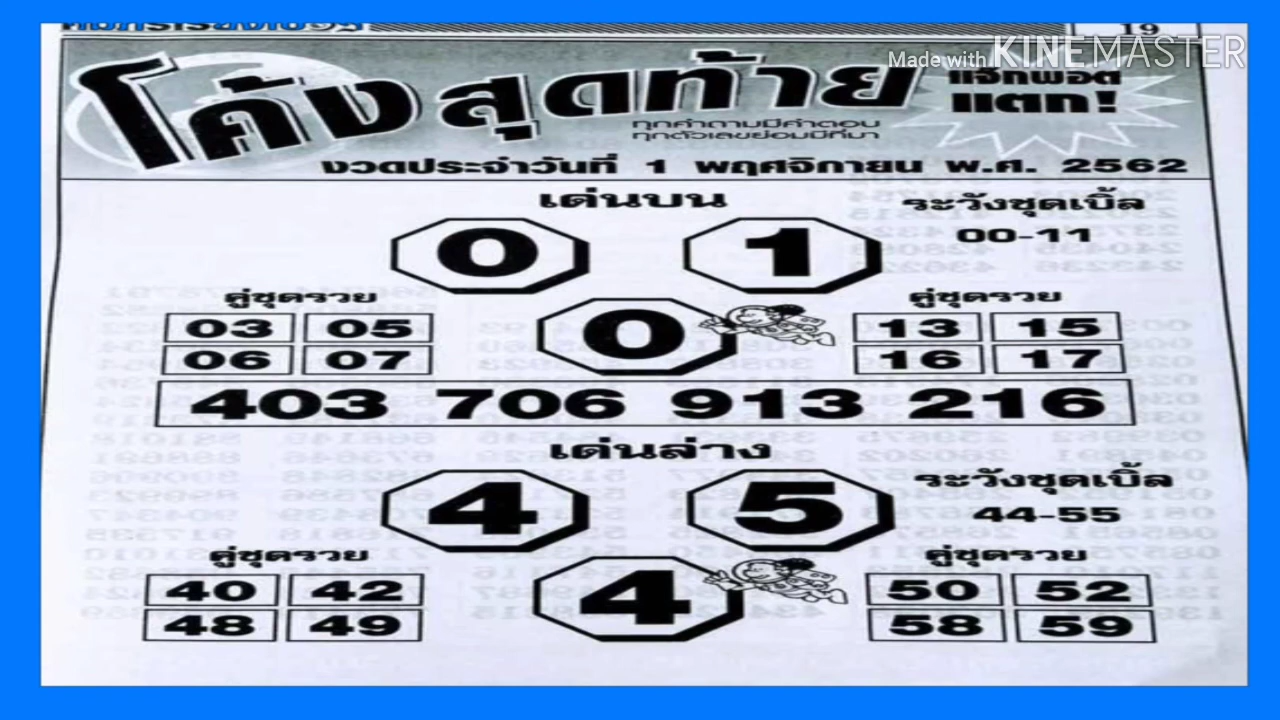 19
Made with KINEMASTER
โค้งสุดท้าย
แจ็กพอต
แตก!
ทุกคำถามมีคำตอบ
ทุกตัวเลขย่อมมีที่มา
งวดประจำวันที่ 1 พฤศจิกายน พ.ศ. 2562
เด่นบน
ระวังชุดเบิ้ล
0 1
00-11
คู่ชุดรวย
คู่ชุดรวย
03 05
0
13 15
06 07
16 17
403 706 913 216
เด่นล่าง
ระวังชุดเบิ้ล
4 5
44-55
คู่ชุดรวย
คู่ชุดรวย
40 42
4
50 52
48 49
58 59